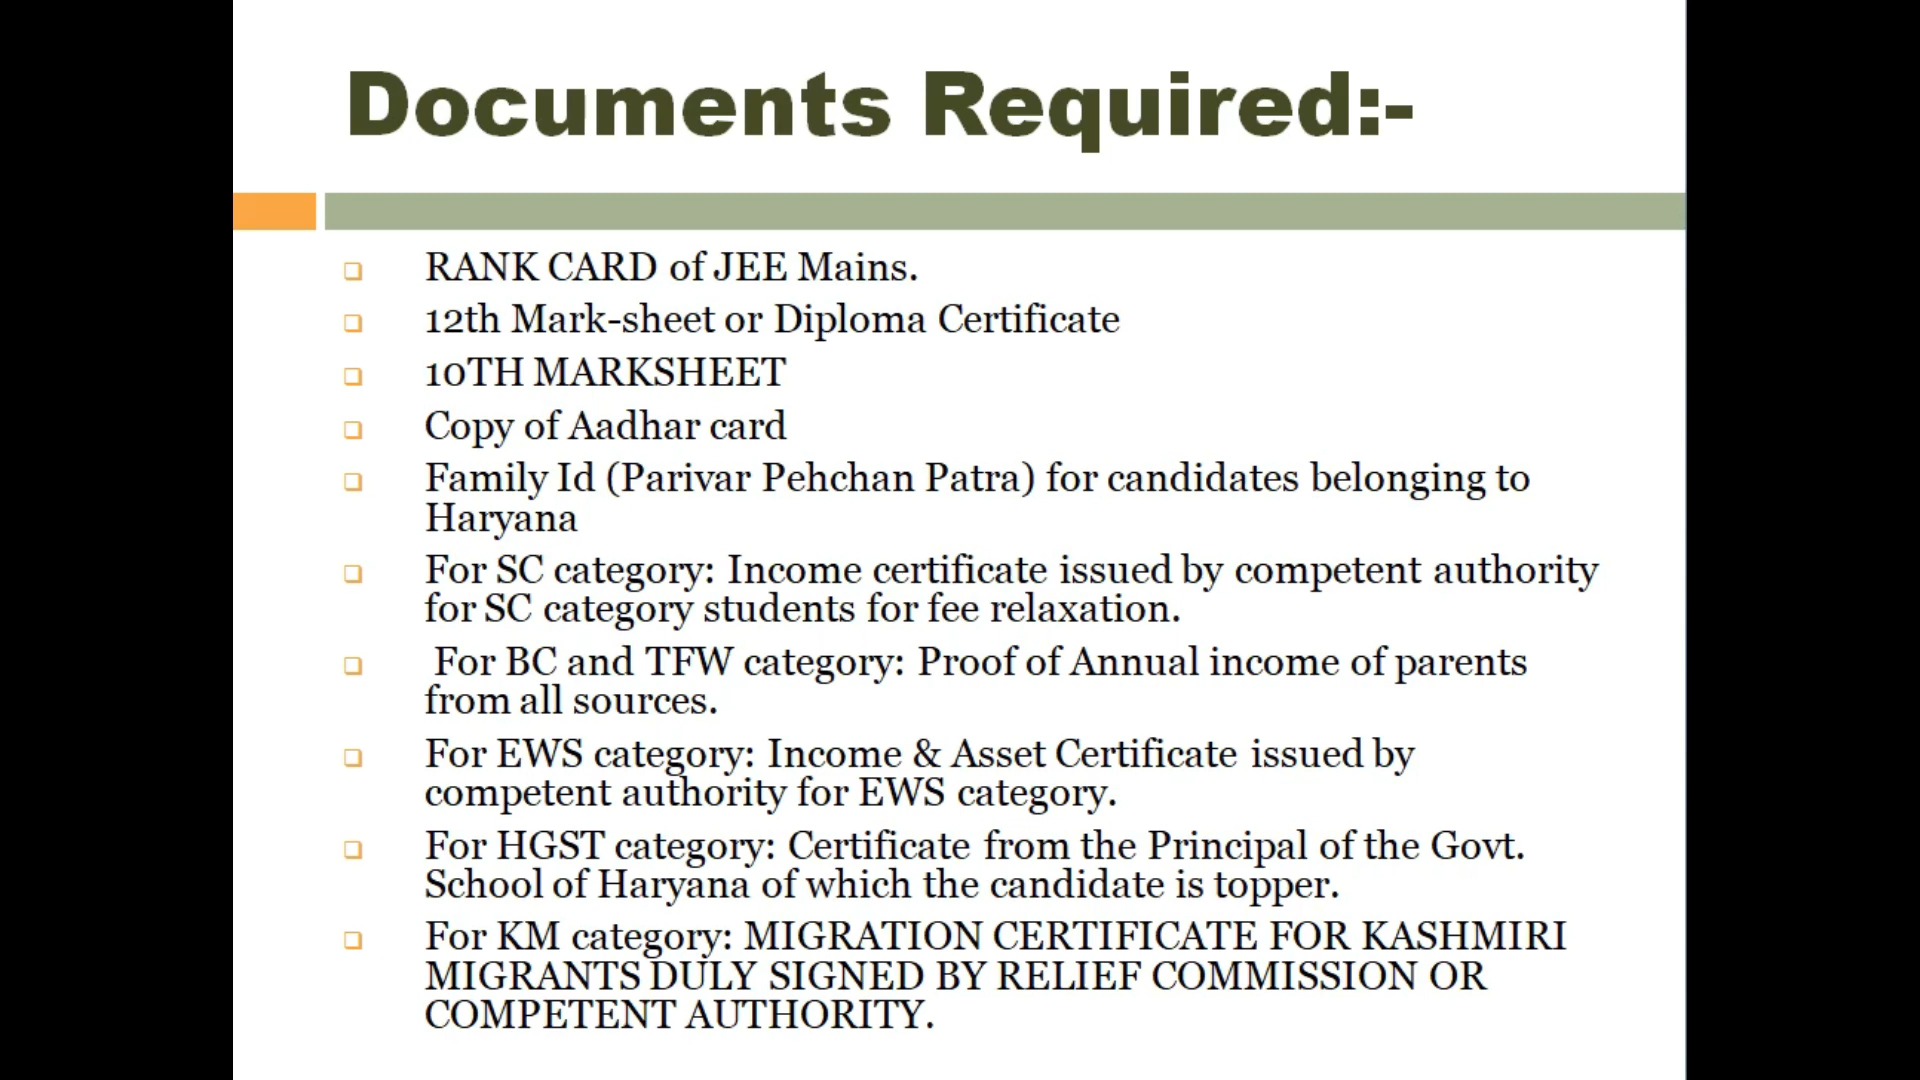 Documents Required:-
RANK CARD of JEE Mains.
12th Mark-sheet or Diploma Certificate
10TH MARKSHEET
Copy of Aadhar card
Family Id (Parivar Pehchan Patra) for candidates belonging to
Haryana
For SC category: Income certificate issued by competent authority
for SC category students for fee relaxation.
For BC and TFW category: Proof of Annual income of parents
from all sources.
For EWS category: Income & Asset Certificate issued by
competent authority for EWS category.
For HGST category: Certificate from the Principal of the Govt.
School of Haryana of which the candidate is topper.
For KM category: MIGRATION CERTIFICATE FOR KASHMIRI
MIGRANTS DULY SIGNED BY RELIEF COMMISSION OR
COMPETENT AUTHORITY.